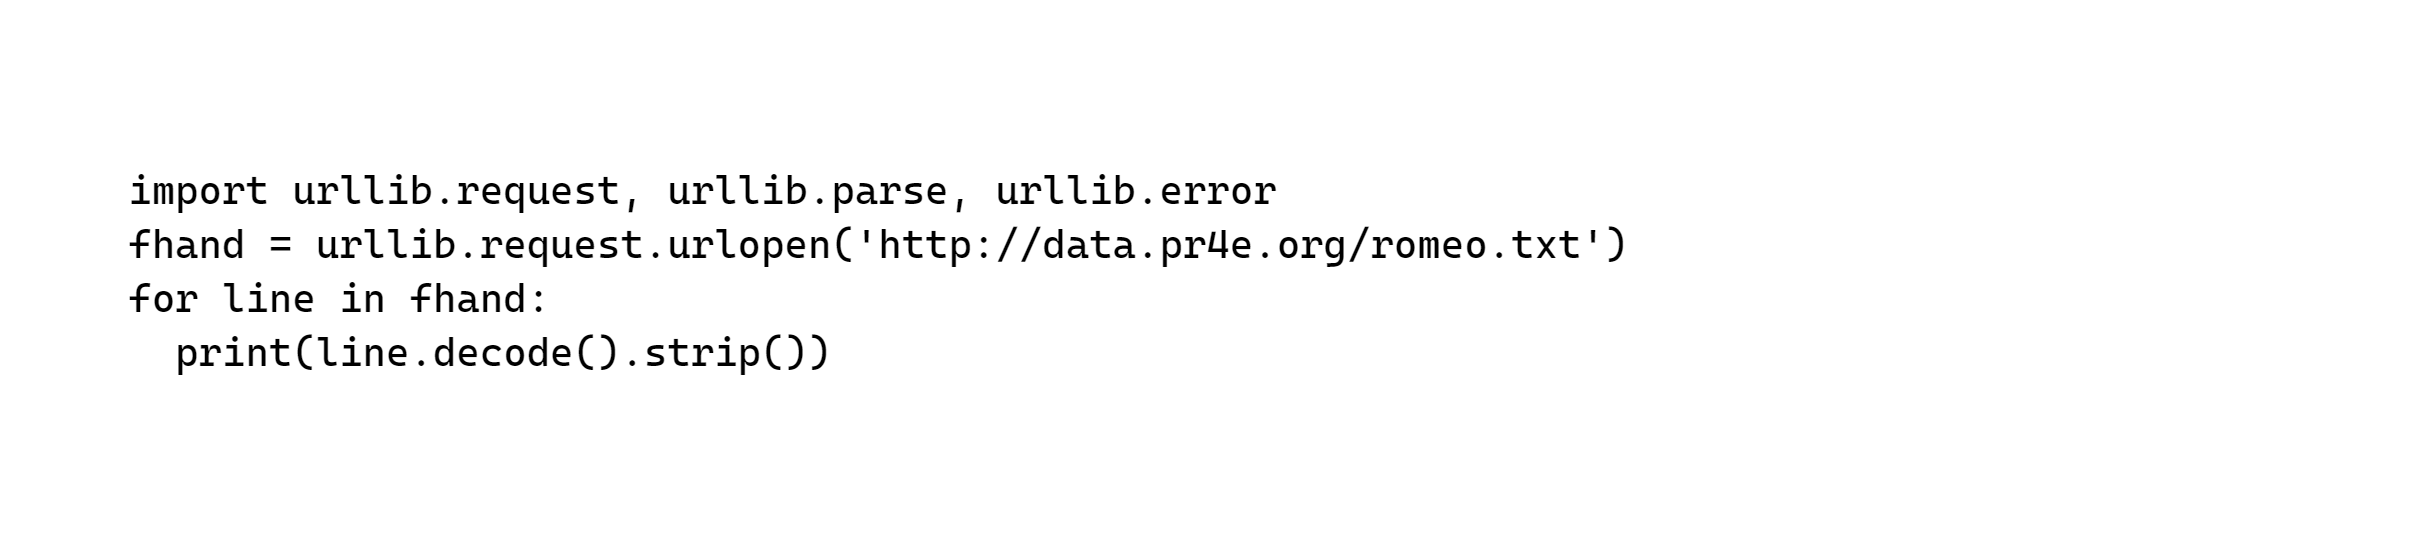 import urllib.request, urllib.parse, urllib.error
fhand = urllib.request.urlopen('http://data.pr4e.org/romeo.txt')
for line in fhand:
  print(line.decode().strip())